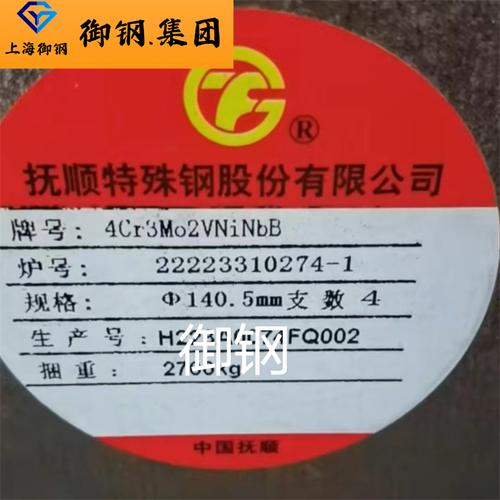 上海御钢
御钢.集团
®
抚顺特殊钢股份有限公司
牌号: 4Cr3Mo2VNiNbB
炉号: 22223310274-1
规格: Φ140.5mm 支数 4
生产号:
捆重:
御钢
中国抚顺